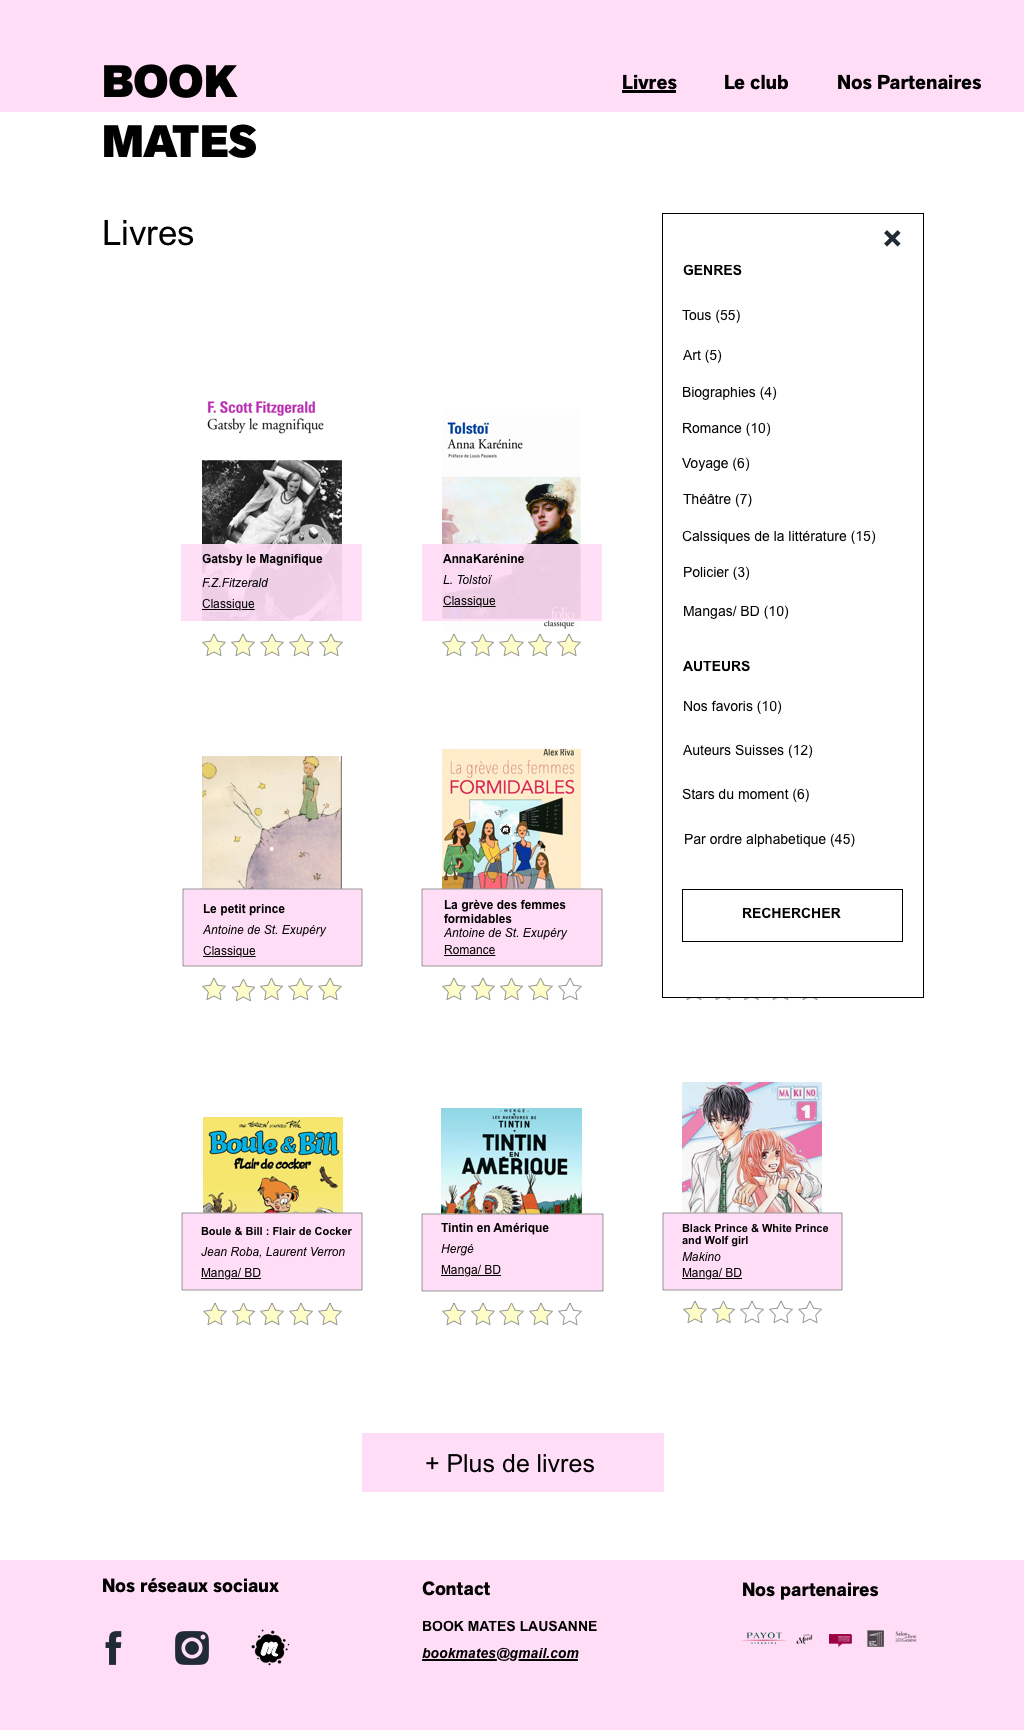 BOOK
MATES
Livres
Le club
Nos Partenaires
Livres
GENRES
Tous (55)
Art (5)
Biographies (4)
Romance (10)
Voyage (6)
Théâtre (7)
Calssiques de la littérature (15)
Policier (3)
Mangas/ BD (10)
AUTEURS
Nos favoris (10)
Auteurs Suisses (12)
Stars du moment (6)
Par ordre alphabetique (45)
RECHERCHER
F. Scott Fitzgerald
Gatsby le magnifique
Gatsby le Magnifique
F.Z.Fitzerald
Classique
Tolstoï
Anna Karénine
Préface de Louis Pauwels
AnnaKarénine
L. Tolstoï
Classique
folio
classique
Le petit prince
Antoine de St. Exupéry
Classique
Alex Riva
La grève des femmes
FORMIDABLES
La grève des femmes
formidables
Antoine de St. Exupéry
Romance
Boule & Bill
flair de cocker
Boule & Bill : Flair de Cocker
Jean Roba, Laurent Verron
Manga/ BD
- HERGÉ -
LES AVENTURES DE
TINTIN
TINTIN
EN
AMÉRIQUE
Tintin en Amérique
Hergé
Manga/ BD
MAKINO
1
Black Prince & White Prince
and Wolf girl
Makino
Manga/ BD
+ Plus de livres
Nos réseaux sociaux
Contact
BOOK MATES LAUSANNE
bookmates@gmail.com
Nos partenaires
PAYOT
LIBRAIRE